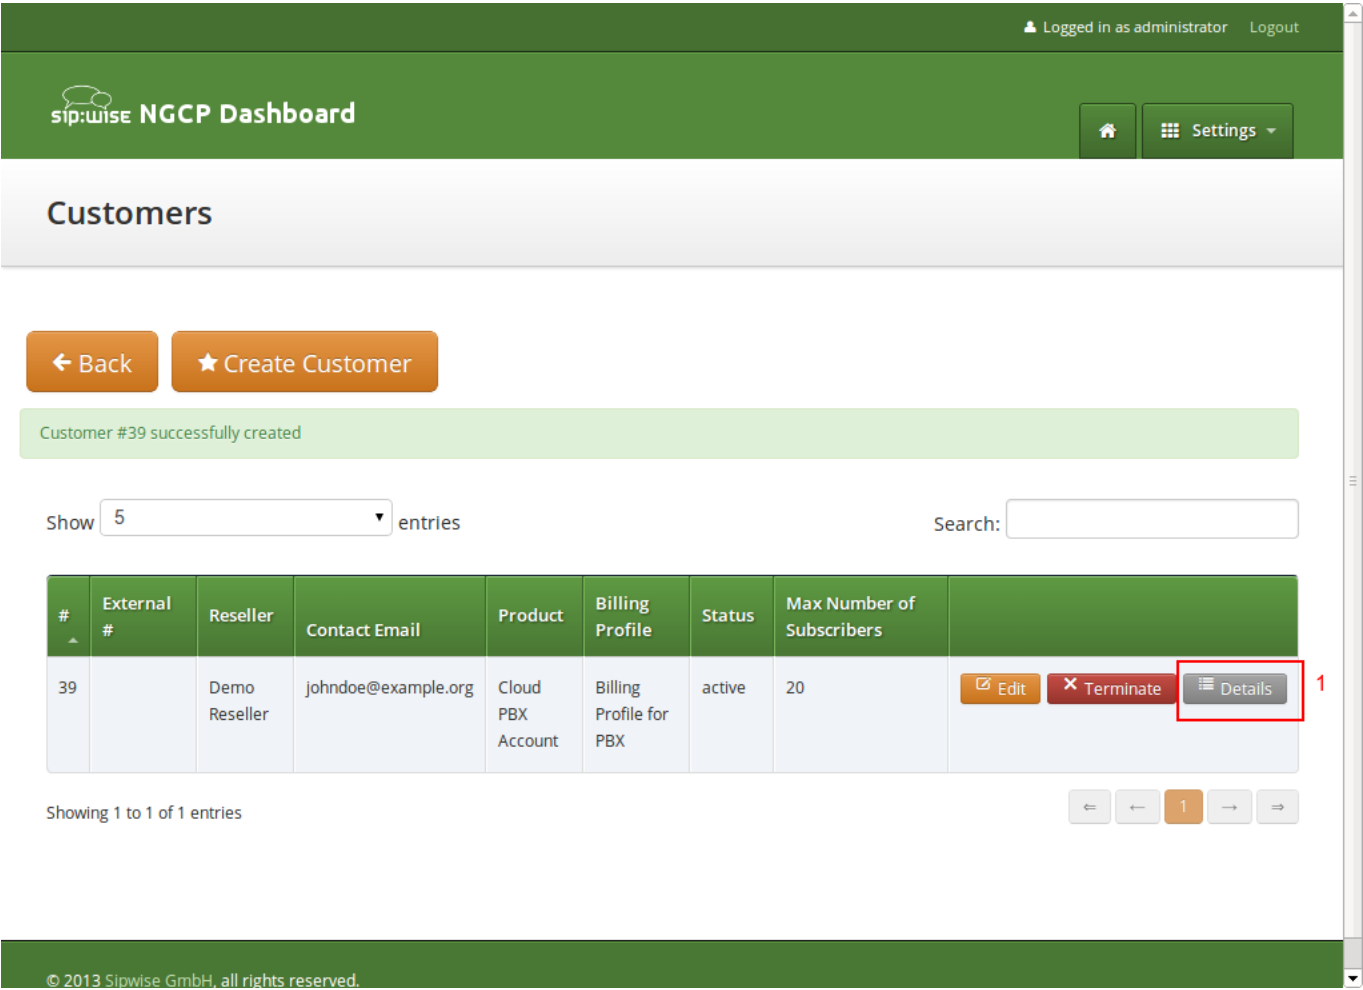 Logged in as administrator Logout
sip:wise NGCP Dashboard
Settings
Customers
Back
Create Customer
Customer #39 successfully created
Show 5 entries
Search:
# External # Reseller Contact Email Product Billing Profile Status Max Number of Subscribers
39 Demo Reseller johndoe@example.org Cloud PBX Account Billing Profile for PBX active 20 Edit Terminate Details 1
Showing 1 to 1 of 1 entries
⇐ ← 1 → ⇒
© 2013 Sipwise GmbH, all rights reserved.